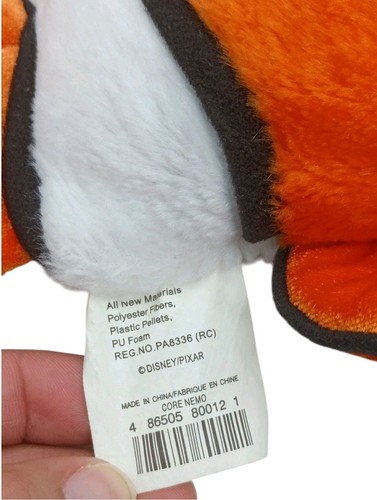 All New Materials
Polyester Fibers,
Plastic Pellets,
PU Foam
REG.NO.PA8336 (RC)
©DISNEY/PIXAR
MADE IN CHINA/FABRIQUE EN CHINE
CORE NEMO
4 86505 80012 1